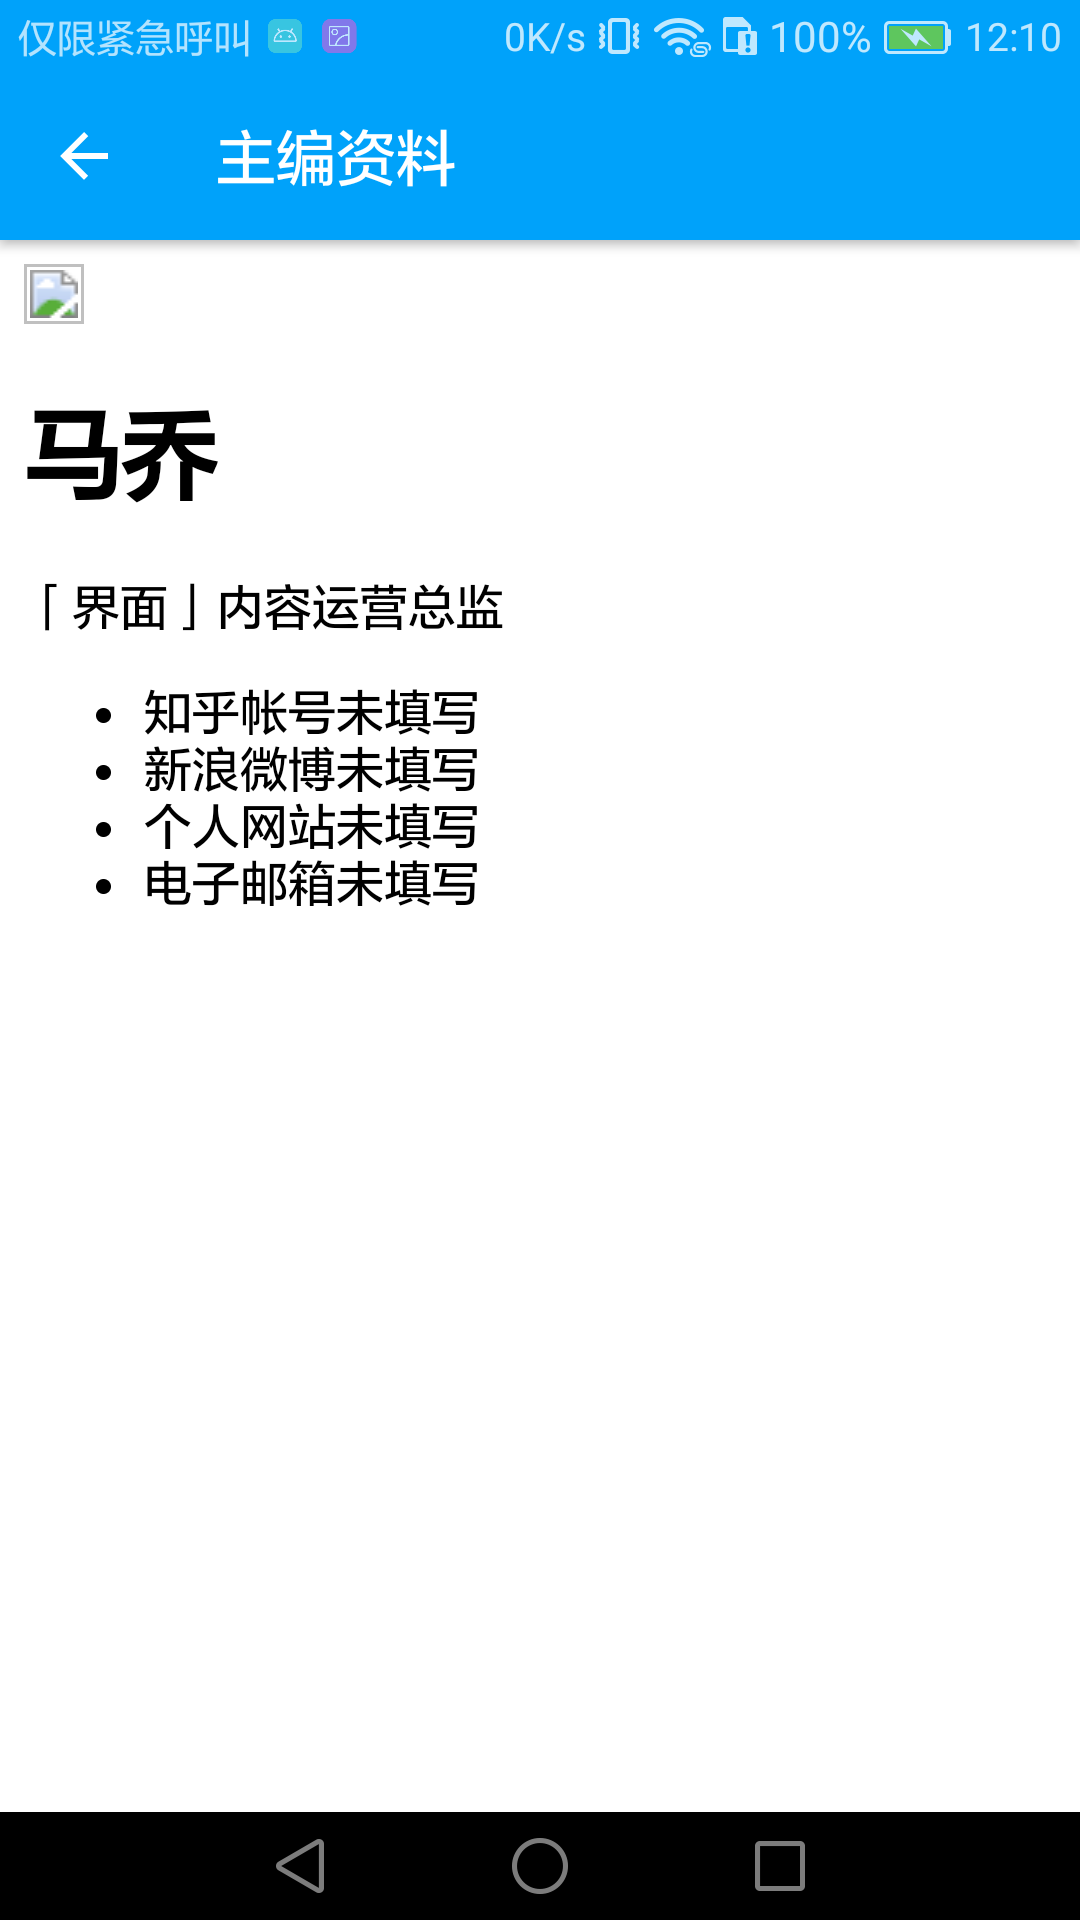 仅限紧急呼叫 0K/s 100% 12:10
主编资料
马乔
「界面」内容运营总监
知乎帐号未填写
新浪微博未填写
个人网站未填写
电子邮箱未填写